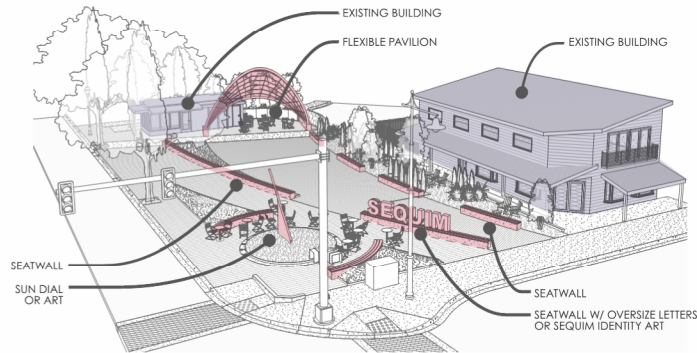 EXISTING BUILDING
FLEXIBLE PAVILION
EXISTING BUILDING
SEQUIM
SEATWALL
SUN DIAL
OR ART
SEATWALL
SEATWALL W/ OVERSIZE LETTERS
OR SEQUIM IDENTITY ART